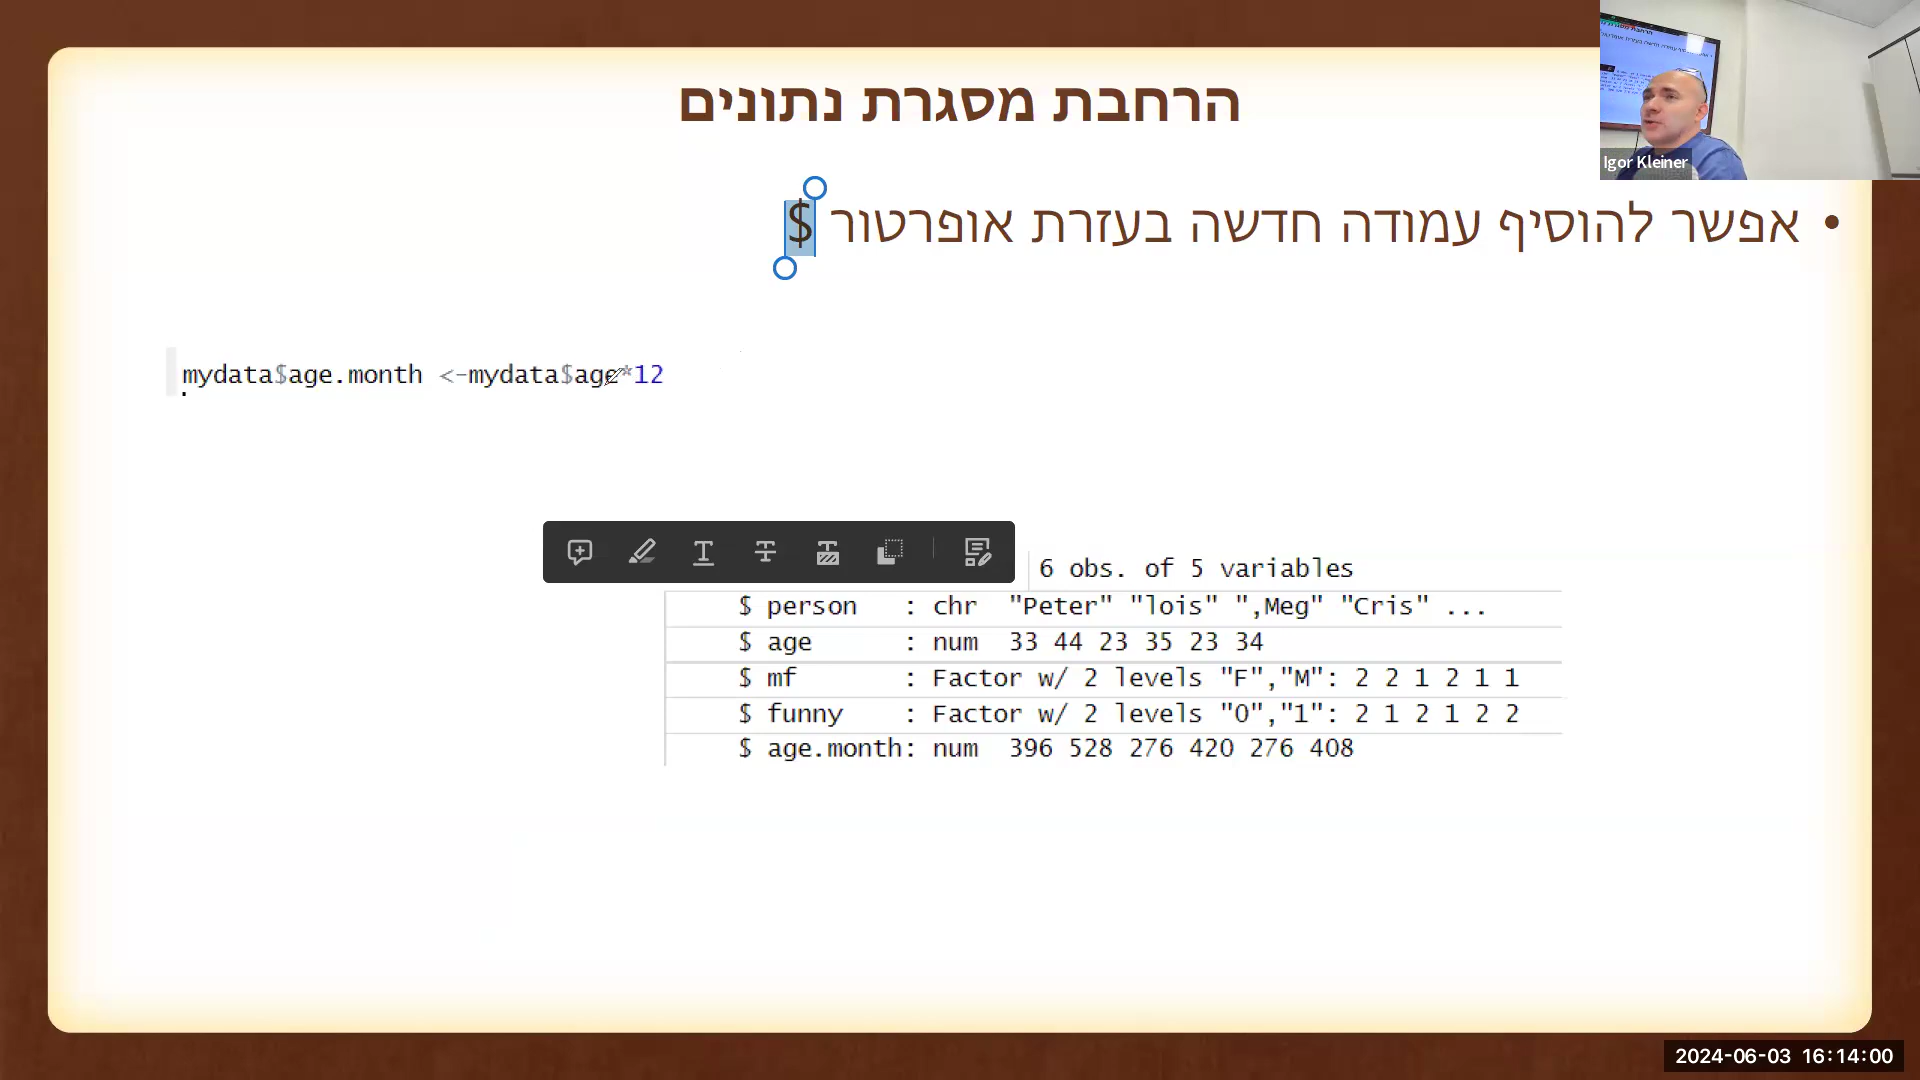 הרחבת מסגרת נתונים
• אפשר להוסיף עמודה חדשה בעזרת אופרטור $
mydata$age.month <-mydata$age*12
6 obs. of 5 variables
$ person   : chr  "Peter" "lois" ",Meg" "Cris" ...
$ age      : num  33 44 23 35 23 34
$ mf       : Factor w/ 2 levels "F","M": 2 2 1 2 1 1
$ funny    : Factor w/ 2 levels "0","1": 2 1 2 1 2 2
$ age.month: num  396 528 276 420 276 408
Igor Kleiner
2024-06-03 16:14:00